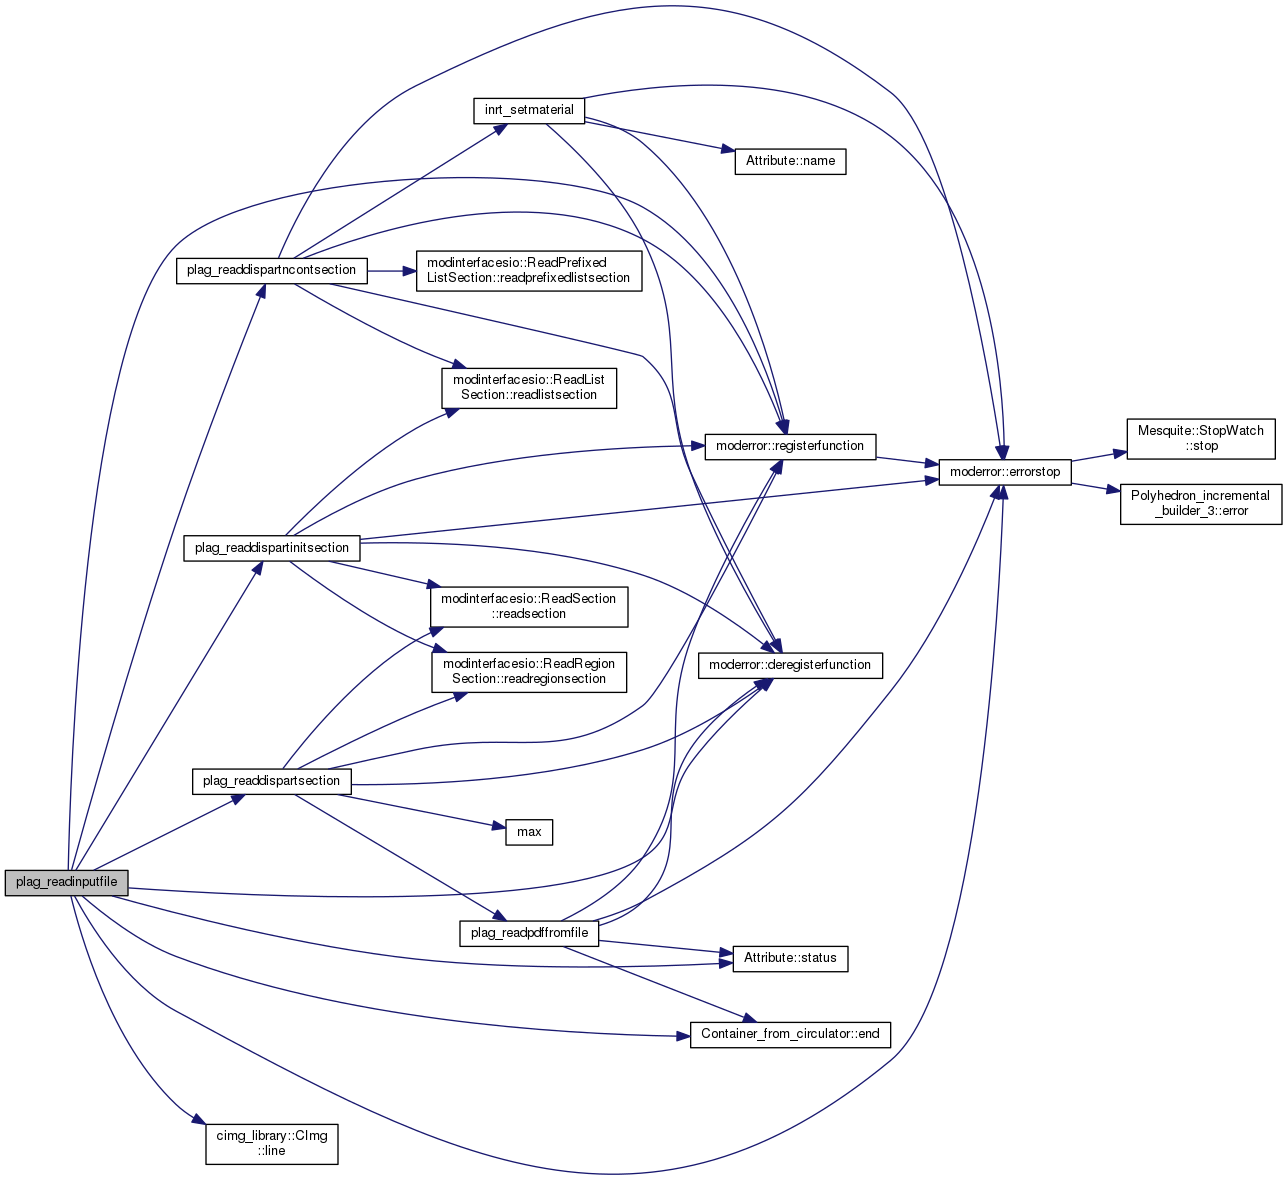 inrt_setmaterial
Attribute::name
plag_readdispartncontsection
modinterfacesio::ReadPrefixed
ListSection::readprefixedlistsection
modinterfacesio::ReadList
Section::readlistsection
moderror::registerfunction
Mesquite::StopWatch
::stop
moderror::errorstop
Polyhedron_incremental
_builder_3::error
plag_readdispartinitsection
modinterfacesio::ReadSection
::readsection
modinterfacesio::ReadRegion
Section::readregionsection
moderror::deregisterfunction
plag_readdispartsection
max
plag_readinputfile
plag_readpdffromfile
Attribute::status
Container_from_circulator::end
cimg_library::CImg
::line